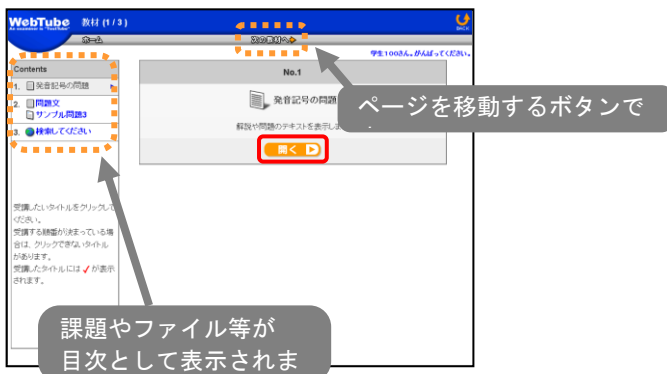 WebTube 教材 (1 / 3)
BACK
ホーム
次の教材へ
学生100さん。がんばってください。
Contents
1. 発音記号の問題
2. 問題文
サンプル問題3
3. 検索してください
受講したいタイトルをクリックして
ください。
受講する順番が決まっている場
合は、クリックできないタイトル
があります。
受講したタイトルには ✓ が表示
されます。
No.1
発音記号の問題
解説や問題のテキストを表示しま
開く
ページを移動するボタンで
課題やファイル等が
目次として表示されま